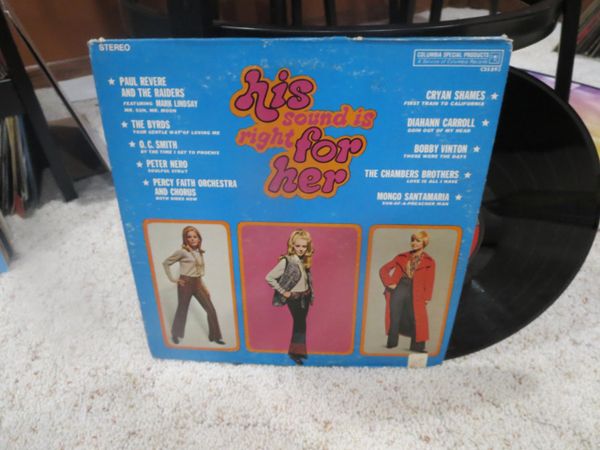 STEREO
COLUMBIA SPECIAL PRODUCTS
A Service of Columbia Records
his
sound is
right for
her
★ PAUL REVERE
AND THE RAIDERS
FEATURING MARK LINDSAY
MR. SUN, MR. MOON
★ THE BYRDS
YOUR GENTLE WAY OF LOVING ME
★ O.C. SMITH
BY THE TIME I GET TO PHOENIX
★ PETER NERO
SOULFUL STRUT
★ PERCY FAITH ORCHESTRA
AND CHORUS
BOTH SIDES NOW
CRYAN SHAMES ★
FIRST TRAIN TO CALIFORNIA
DIAHANN CARROLL ★
GOIN OUT OF MY HEAD
BOBBY VINTON ★
THOSE WERE THE DAYS
THE CHAMBERS BROTHERS ★
LOVE IS ALL I HAVE
MONGO SANTAMARIA ★
SON-OF-A-PREACHER MAN